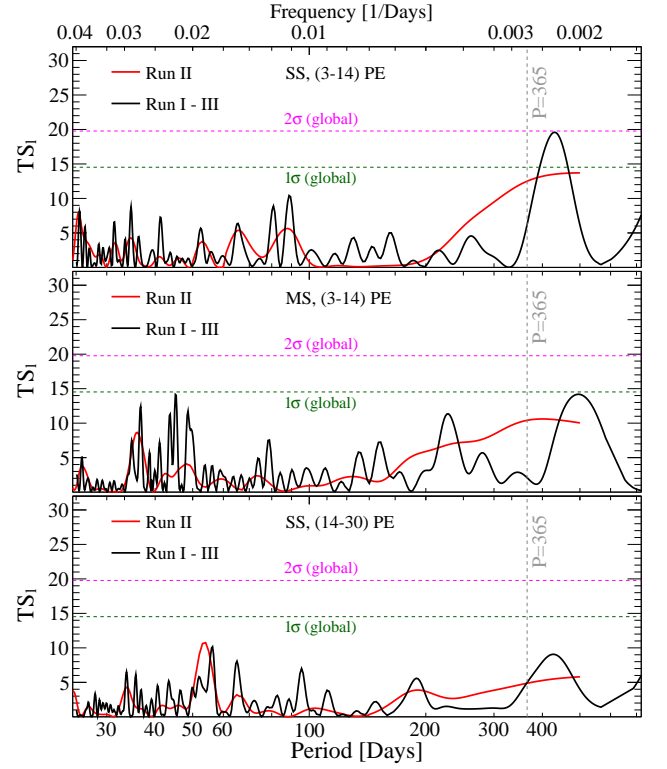 Frequency [1/Days]
0.04 0.03 0.02 0.01 0.003 0.002
TS₁
30
25
20
15
10
5
Run II
Run I - III
SS, (3-14) PE
2σ (global)
1σ (global)
P=365
TS₁
30
25
20
15
10
5
Run II
Run I - III
MS, (3-14) PE
2σ (global)
1σ (global)
P=365
TS₁
30
25
20
15
10
5
Run II
Run I - III
SS, (14-30) PE
2σ (global)
1σ (global)
P=365
30 40 50 60 100 200 300 400
Period [Days]